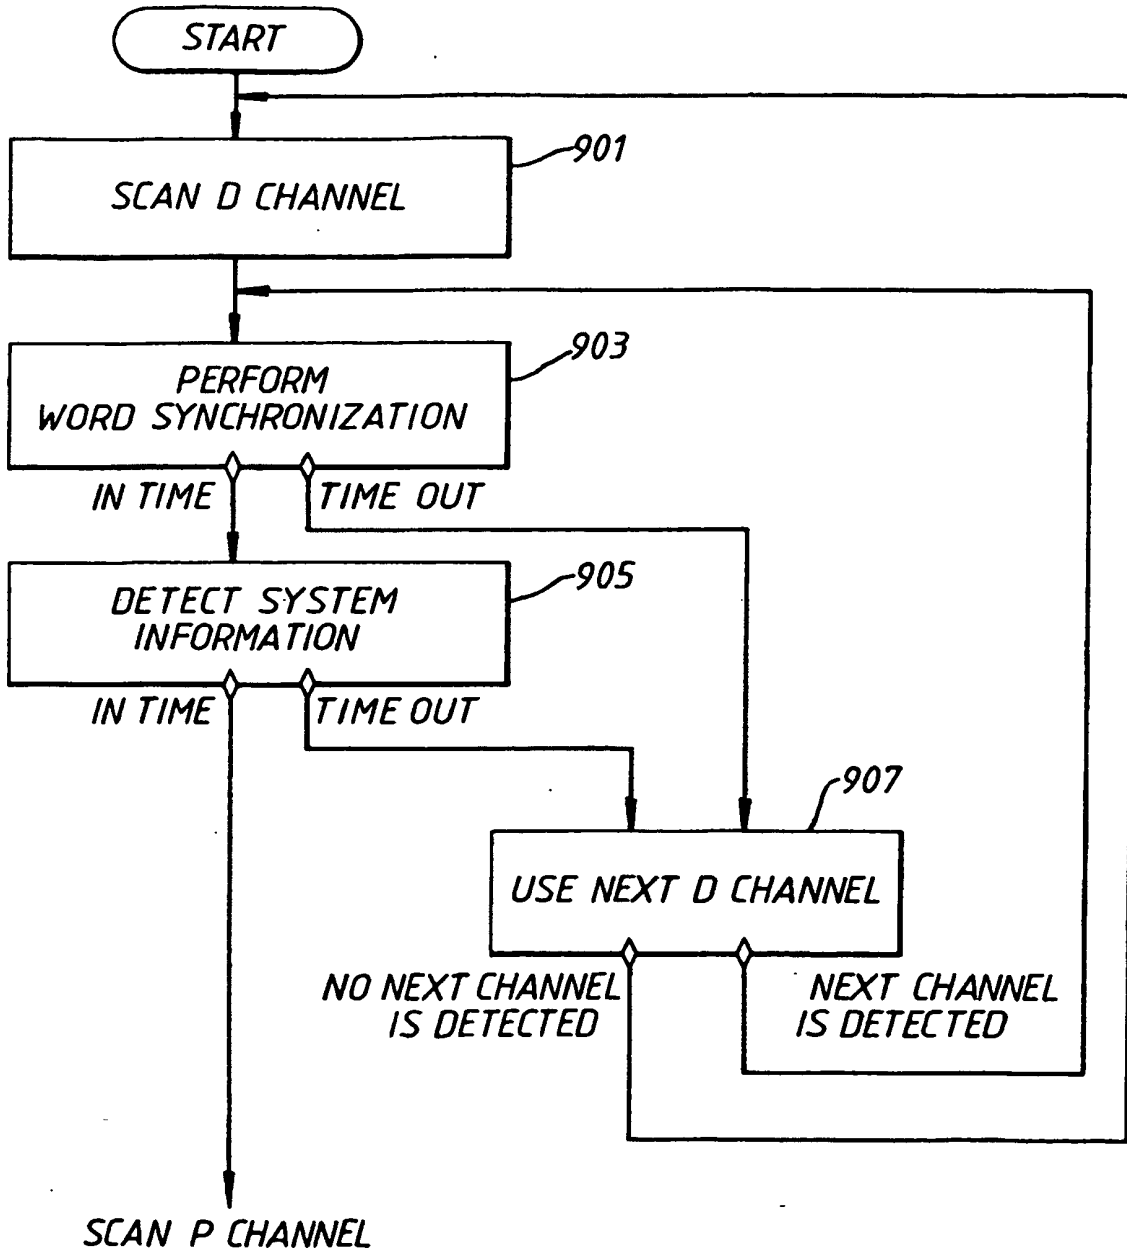 START
901
SCAN D CHANNEL
903
PERFORM
WORD SYNCHRONIZATION
IN TIME
TIME OUT
905
DETECT SYSTEM
INFORMATION
IN TIME
TIME OUT
907
USE NEXT D CHANNEL
NO NEXT CHANNEL
IS DETECTED
NEXT CHANNEL
IS DETECTED
SCAN P CHANNEL